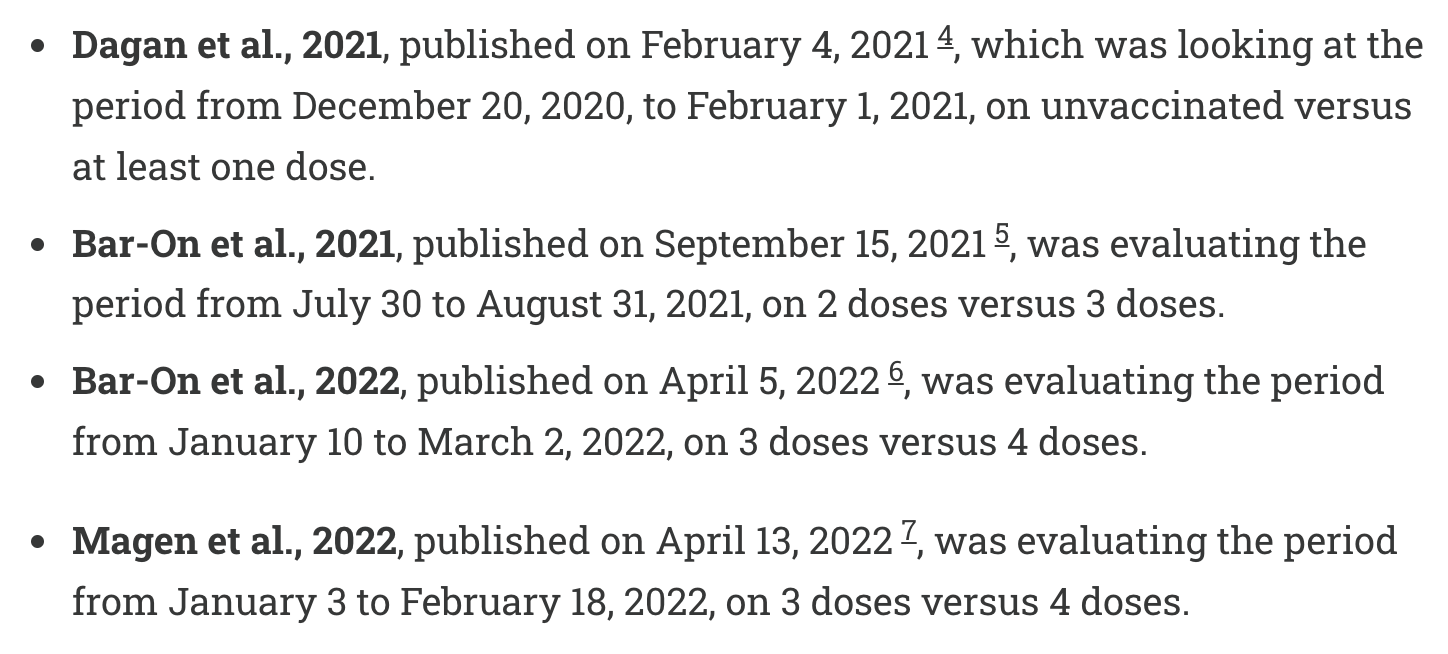 • Dagan et al., 2021, published on February 4, 2021 4, which was looking at the
period from December 20, 2020, to February 1, 2021, on unvaccinated versus
at least one dose.
• Bar-On et al., 2021, published on September 15, 2021 5, was evaluating the
period from July 30 to August 31, 2021, on 2 doses versus 3 doses.
• Bar-On et al., 2022, published on April 5, 2022 6, was evaluating the period
from January 10 to March 2, 2022, on 3 doses versus 4 doses.
• Magen et al., 2022, published on April 13, 2022 7, was evaluating the period
from January 3 to February 18, 2022, on 3 doses versus 4 doses.